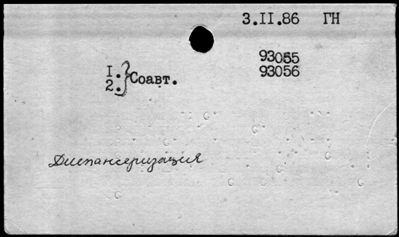 3.II.86 ГН
93055
I.
2.} Соавт.
93056
Диспансеризация